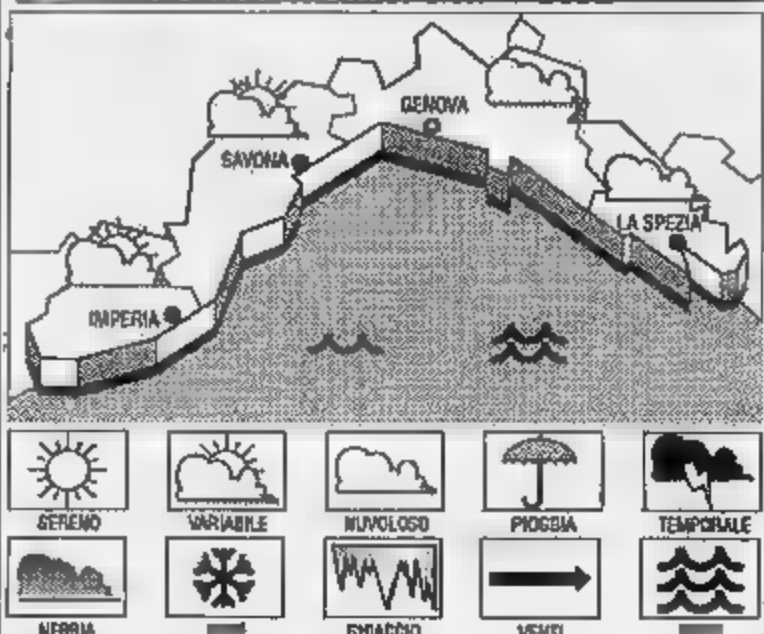 GENOVA
SAVONA
LA SPEZIA
IMPERIA
SERENO VARIABILE NUVOLOSO PIOGGIA TEMPORALE
NEBBIA GHIACCIO VENTI